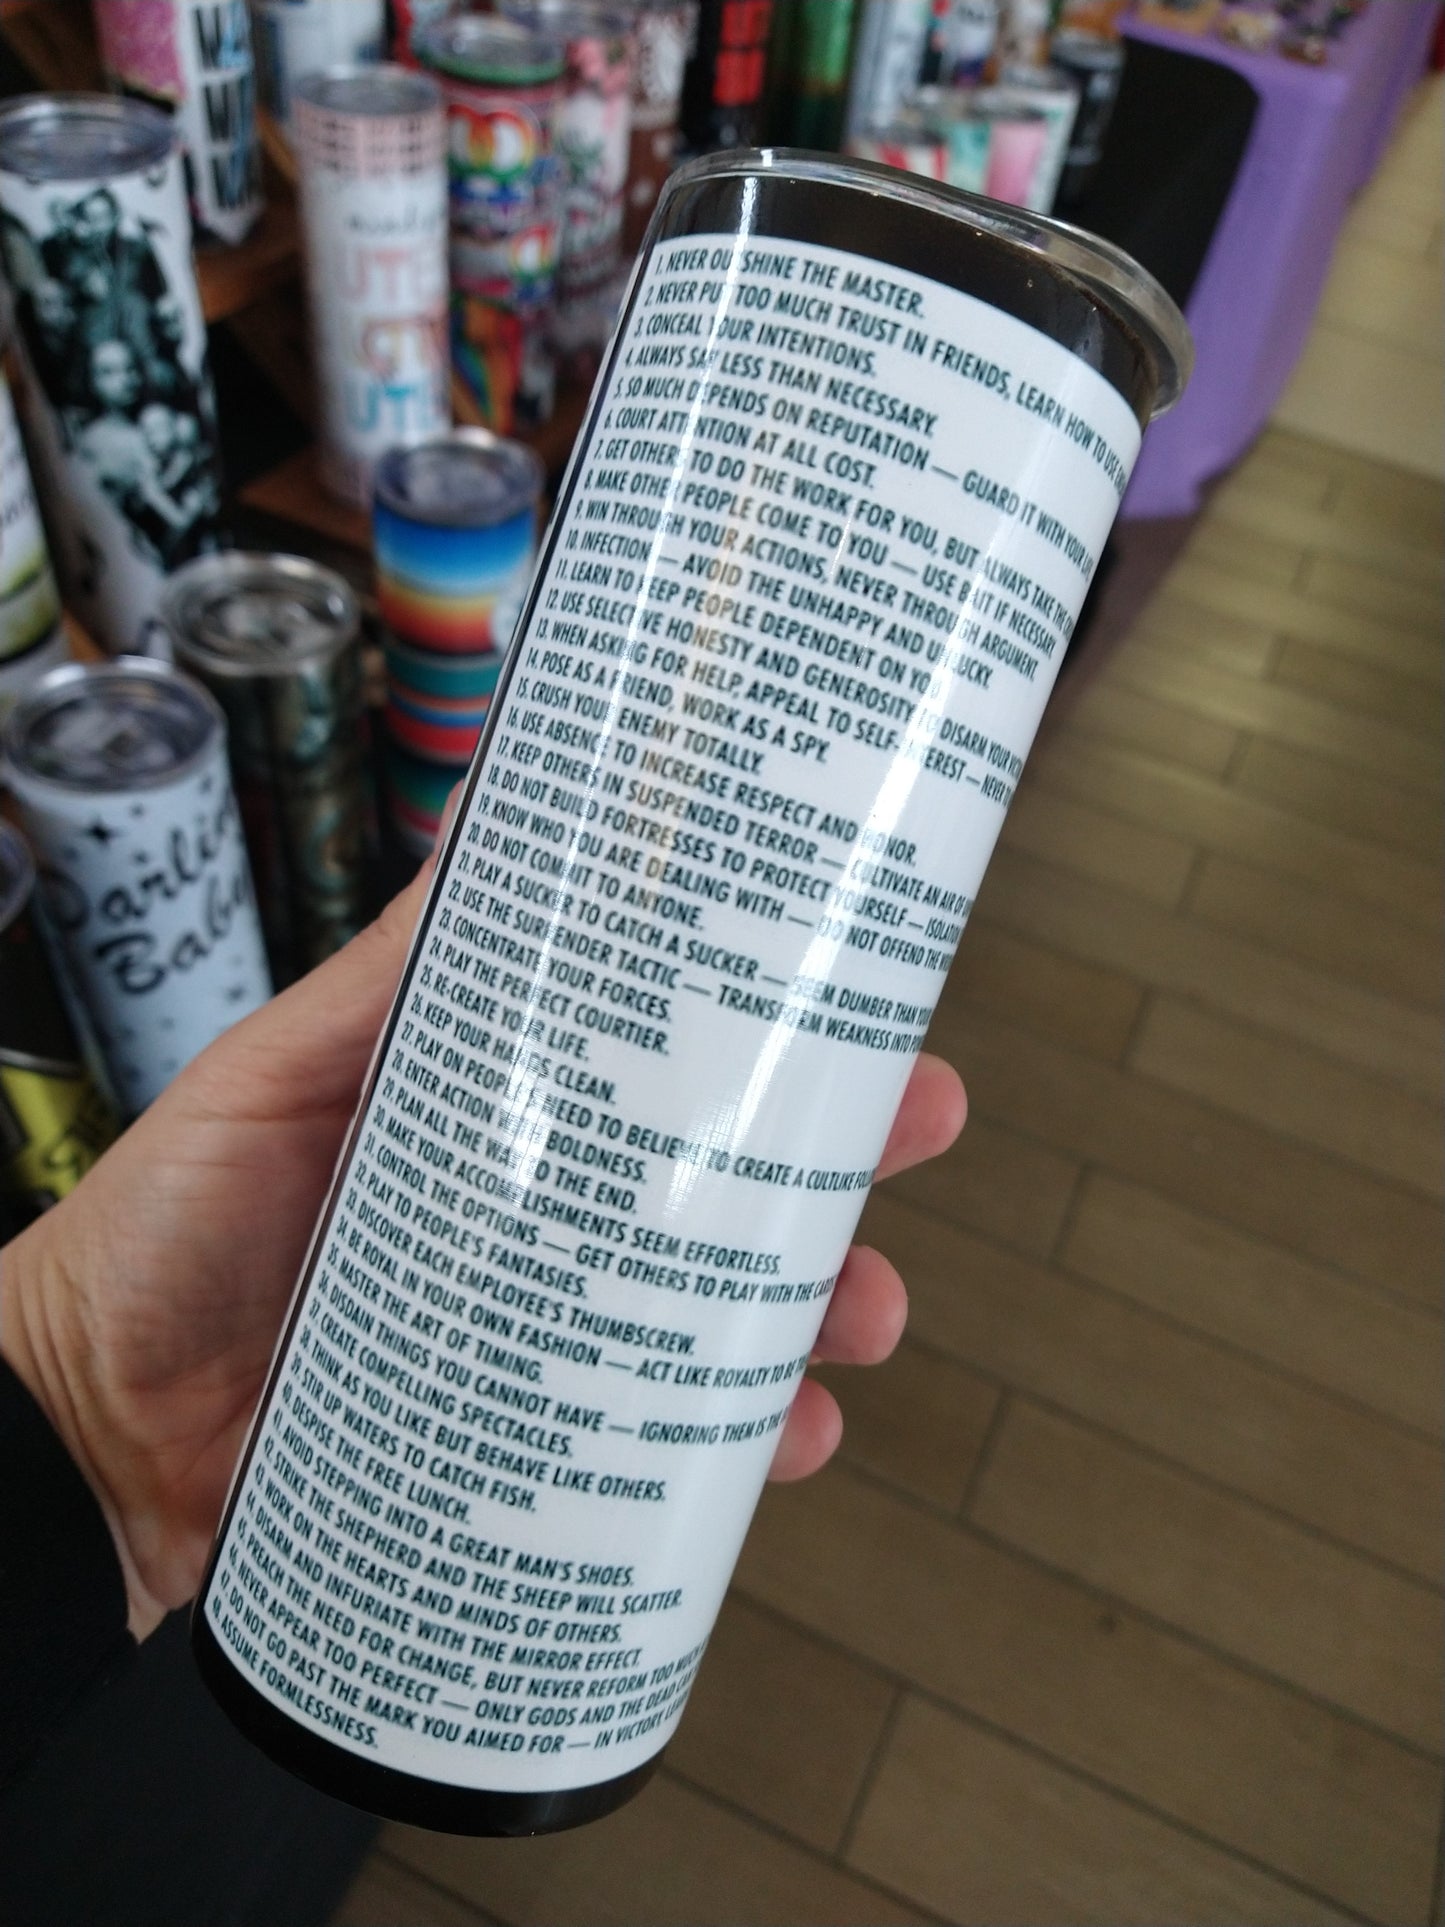 1. NEVER OUTSHINE THE MASTER.
2. NEVER PUT TOO MUCH TRUST IN FRIENDS, LEARN HOW TO USE
3. CONCEAL YOUR INTENTIONS.
4. ALWAYS SAY LESS THAN NECESSARY.
5. SO MUCH DEPENDS ON REPUTATION — GUARD IT WITH YOUR
6. COURT ATTENTION AT ALL COST.
7. GET OTHERS TO DO THE WORK FOR YOU, BUT ALWAYS TAKE THE
8. MAKE OTHER PEOPLE COME TO YOU — USE BAIT IF NECESSARY.
9. WIN THROUGH YOUR ACTIONS, NEVER THROUGH ARGUMENT.
10. INFECTION — AVOID THE UNHAPPY AND UNLUCKY.
11. LEARN TO KEEP PEOPLE DEPENDENT ON YOU.
12. USE SELECTIVE HONESTY AND GENEROSITY TO DISARM YOUR
13. WHEN ASKING FOR HELP, APPEAL TO SELF-INTEREST — NEVER
14. POSE AS A FRIEND, WORK AS A SPY.
15. CRUSH YOUR ENEMY TOTALLY.
16. USE ABSENCE TO INCREASE RESPECT AND HONOR.
17. KEEP OTHERS IN SUSPENDED TERROR — CULTIVATE AN AIR OF
18. DO NOT BUILD FORTRESSES TO PROTECT YOURSELF — ISOLATION
19. KNOW WHO YOU ARE DEALING WITH — DO NOT OFFEND THE
20. DO NOT COMMIT TO ANYONE.
21. PLAY A SUCKER TO CATCH A SUCKER — SEEM DUMBER THAN YOUR
22. USE THE SURRENDER TACTIC — TRANSFORM WEAKNESS INTO
23. CONCENTRATE YOUR FORCES.
24. PLAY THE PERFECT COURTIER.
25. RE-CREATE YOUR LIFE.
26. KEEP YOUR HANDS CLEAN.
27. PLAY ON PEOPLE'S NEED TO BELIEVE TO CREATE A CULTLIKE
28. ENTER ACTION WITH BOLDNESS.
29. PLAN ALL THE WAY TO THE END.
30. MAKE YOUR ACCOMPLISHMENTS SEEM EFFORTLESS.
31. CONTROL THE OPTIONS — GET OTHERS TO PLAY WITH THE CARDS
32. PLAY TO PEOPLE'S FANTASIES.
33. DISCOVER EACH EMPLOYEE'S THUMBSCREW.
34. BE ROYAL IN YOUR OWN FASHION — ACT LIKE ROYALTY TO BE
35. MASTER THE ART OF TIMING.
36. DISDAIN THINGS YOU CANNOT HAVE — IGNORING THEM IS THE
37. CREATE COMPELLING SPECTACLES.
38. THINK AS YOU LIKE BUT BEHAVE LIKE OTHERS.
39. STIR UP WATERS TO CATCH FISH.
40. DESPISE THE FREE LUNCH.
41. AVOID STEPPING INTO A GREAT MAN'S SHOES.
42. STRIKE THE SHEPHERD AND THE SHEEP WILL SCATTER.
43. WORK ON THE HEARTS AND MINDS OF OTHERS.
44. DISARM AND INFURIATE WITH THE MIRROR EFFECT.
45. PREACH THE NEED FOR CHANGE, BUT NEVER REFORM TOO MUCH
46. NEVER APPEAR TOO PERFECT — ONLY GODS AND THE DEAD CAN
47. DO NOT GO PAST THE MARK YOU AIMED FOR — IN VICTORY,
48. ASSUME FORMLESSNESS.
Darling
Baby